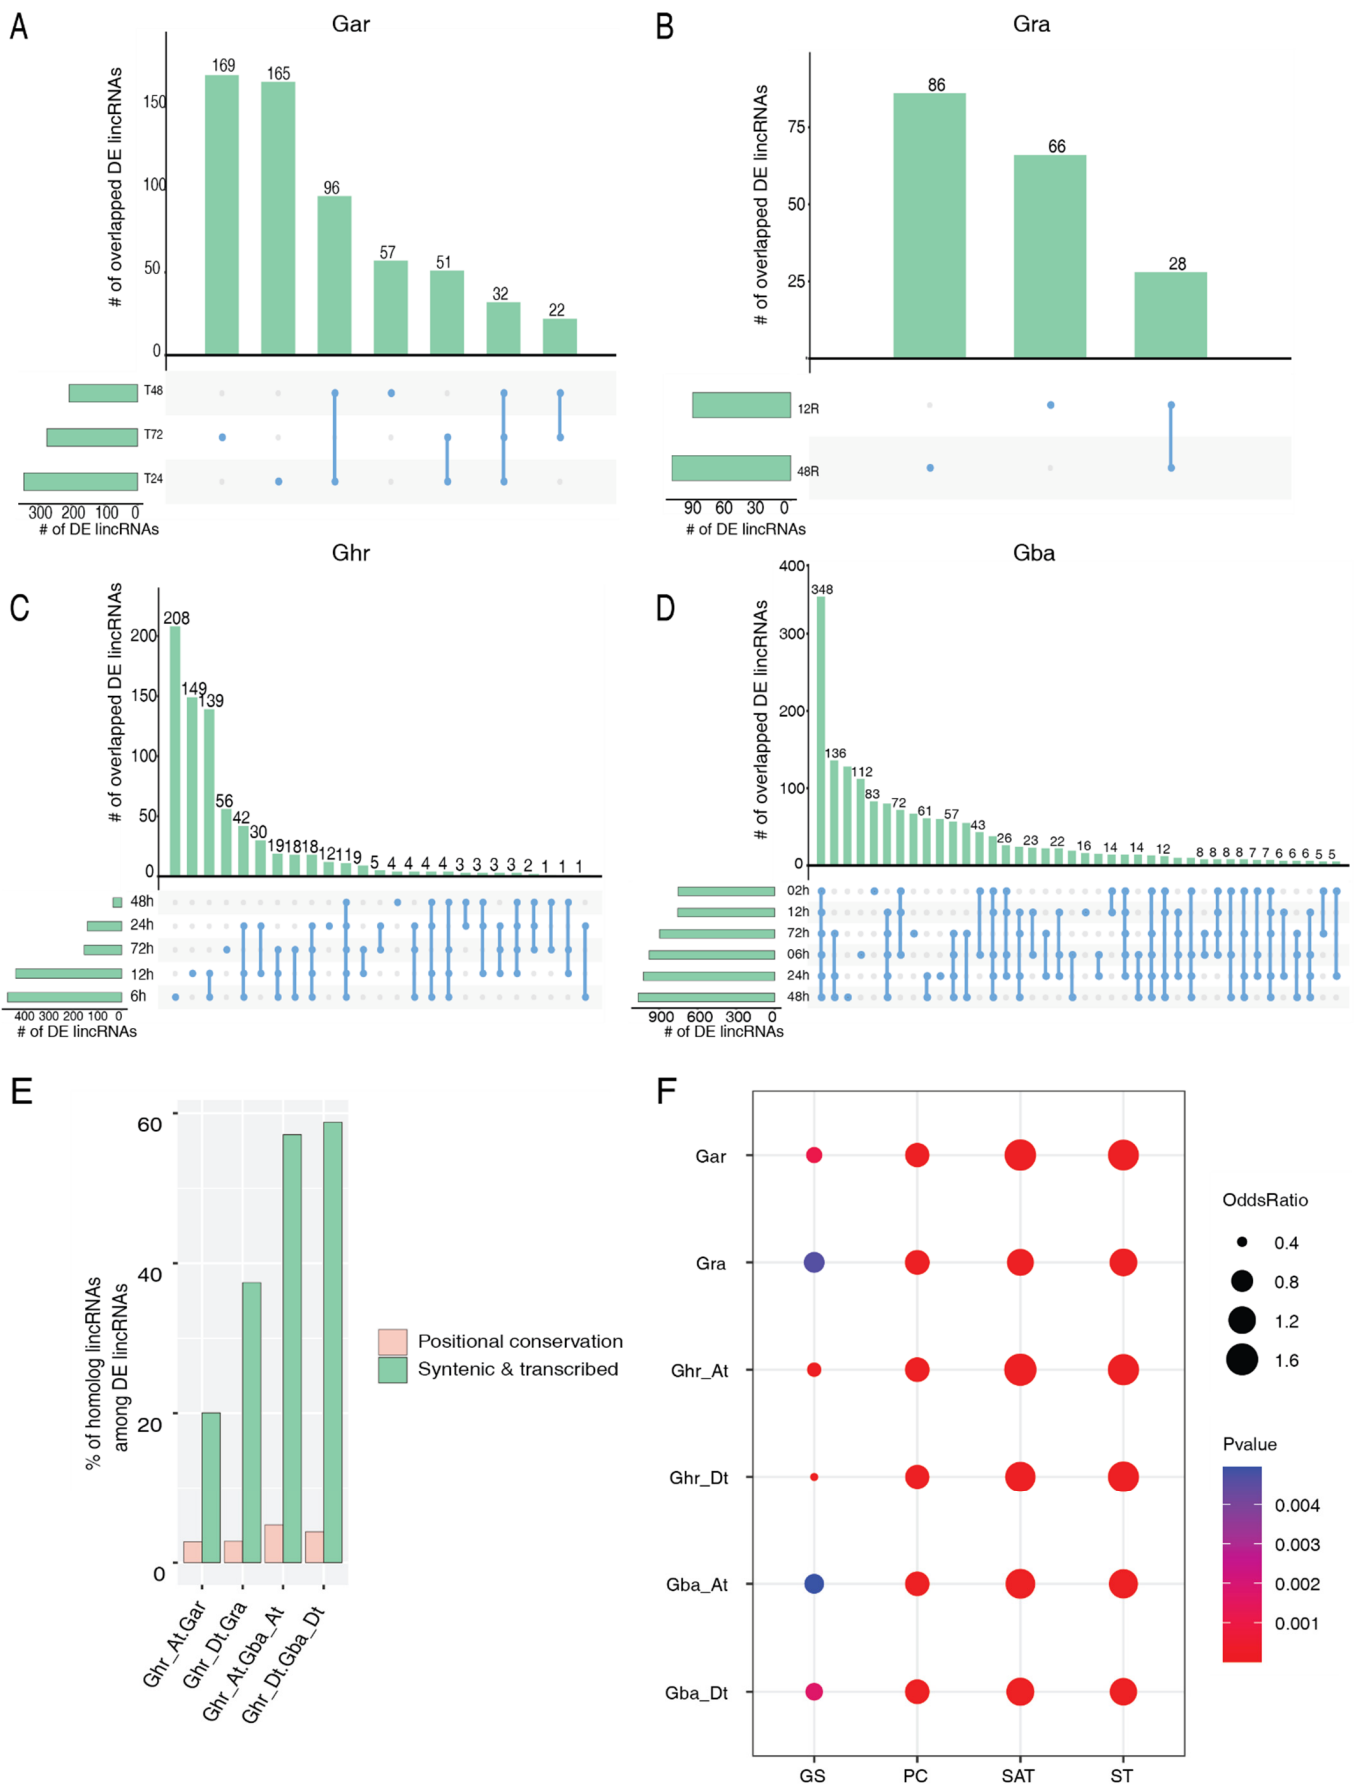 A
Gar
# of overlapped DE lincRNAs
169
165
96
57
51
32
22
150
100
50
0
T48
T72
T24
300 200 100 0
# of DE lincRNAs
B
Gra
# of overlapped DE lincRNAs
86
66
28
75
50
25
12R
48R
90 60 30 0
# of DE lincRNAs
C
Ghr
# of overlapped DE lincRNAs
208
149
139
56
42
30
19 18 18 12 11 9 5 4 4 4 4 3 3 3 3 2 1 1 1
200
150
100
50
0
48h
24h
72h
12h
6h
400 300 200 100 0
# of DE lincRNAs
D
Gba
# of overlapped DE lincRNAs
400
300
200
100
0
348
136
112
83
72
61
57
43
26 23 22 16 14 14 12 8 8 8 8 7 7 6 6 6 5 5
02h
12h
72h
06h
24h
48h
900 600 300 0
# of DE lincRNAs
E
% of homolog lincRNAs
among DE lincRNAs
60
40
20
0
Ghr_At.Gar
Ghr_Dt.Gra
Ghr_At.Gba_At
Ghr_Dt.Gba_Dt
Positional conservation
Syntenic & transcribed
F
Gar
Gra
Ghr_At
Ghr_Dt
Gba_At
Gba_Dt
GS PC SAT ST
OddsRatio
0.4
0.8
1.2
1.6
Pvalue
0.004
0.003
0.002
0.001